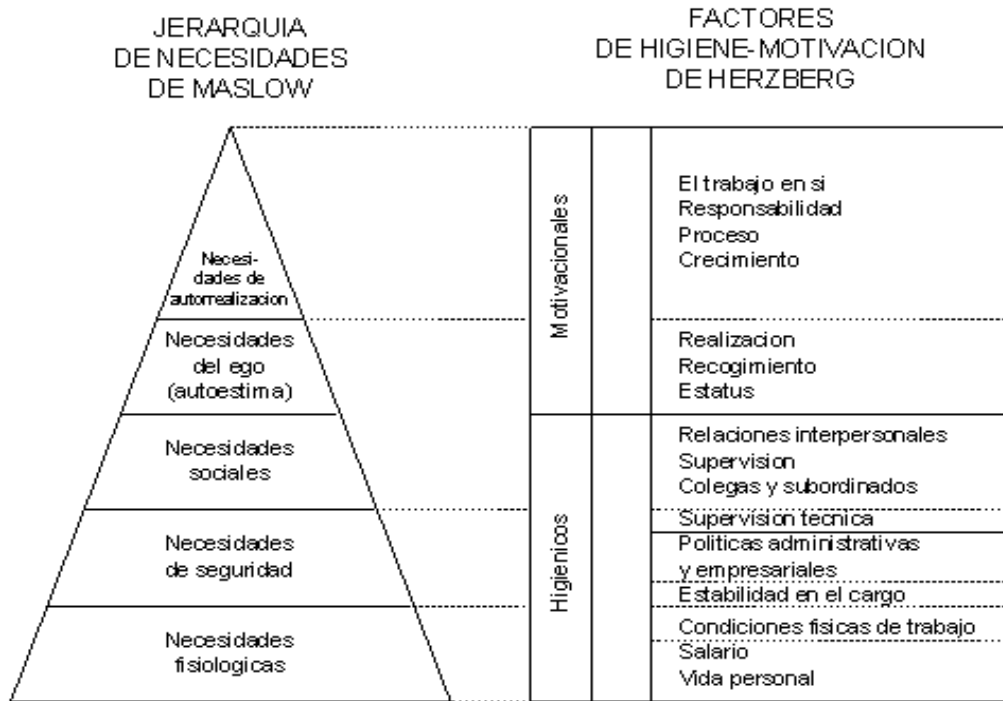 JERARQUIA
DE NECESIDADES
DE MASLOW
FACTORES
DE HIGIENE-MOTIVACION
DE HERZBERG
Necesi-
dades de
autorrealizacion
Necesidades
del ego
(autoestima)
Necesidades
sociales
Necesidades
de seguridad
Necesidades
fisiologicas
Motivacionales
Higienicos
El trabajo en si
Responsabilidad
Proceso
Crecimiento
Realizacion
Recogimiento
Estatus
Relaciones interpersonales
Supervision
Colegas y subordinados
Supervision tecnica
Politicas administrativas
y empresariales
Estabilidad en el cargo
Condiciones fisicas de trabajo
Salario
Vida personal